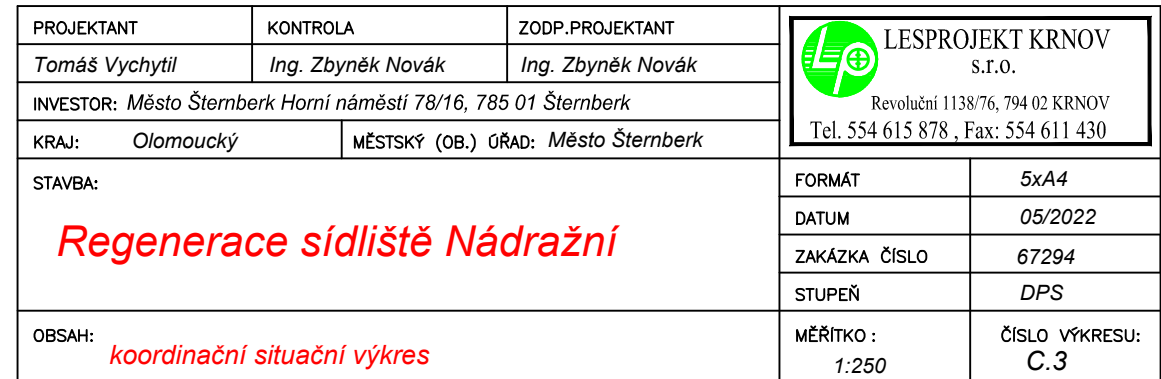 PROJEKTANT KONTROLA ZODP.PROJEKTANT
Tomáš Vychytil Ing. Zbyněk Novák Ing. Zbyněk Novák
INVESTOR: Město Šternberk Horní náměstí 78/16, 785 01 Šternberk
KRAJ: Olomoucký MĚSTSKÝ (OB.) ÚŘAD: Město Šternberk
LP LESPROJEKT KRNOV
s.r.o.
Revoluční 1138/76, 794 02 KRNOV
Tel. 554 615 878 , Fax: 554 611 430
STAVBA:
Regenerace sídliště Nádražní
FORMÁT 5xA4
DATUM 05/2022
ZAKÁZKA ČÍSLO 67294
STUPEŇ DPS
OBSAH:
koordinační situační výkres
MĚŘÍTKO :
1:250
ČÍSLO VÝKRESU:
C.3